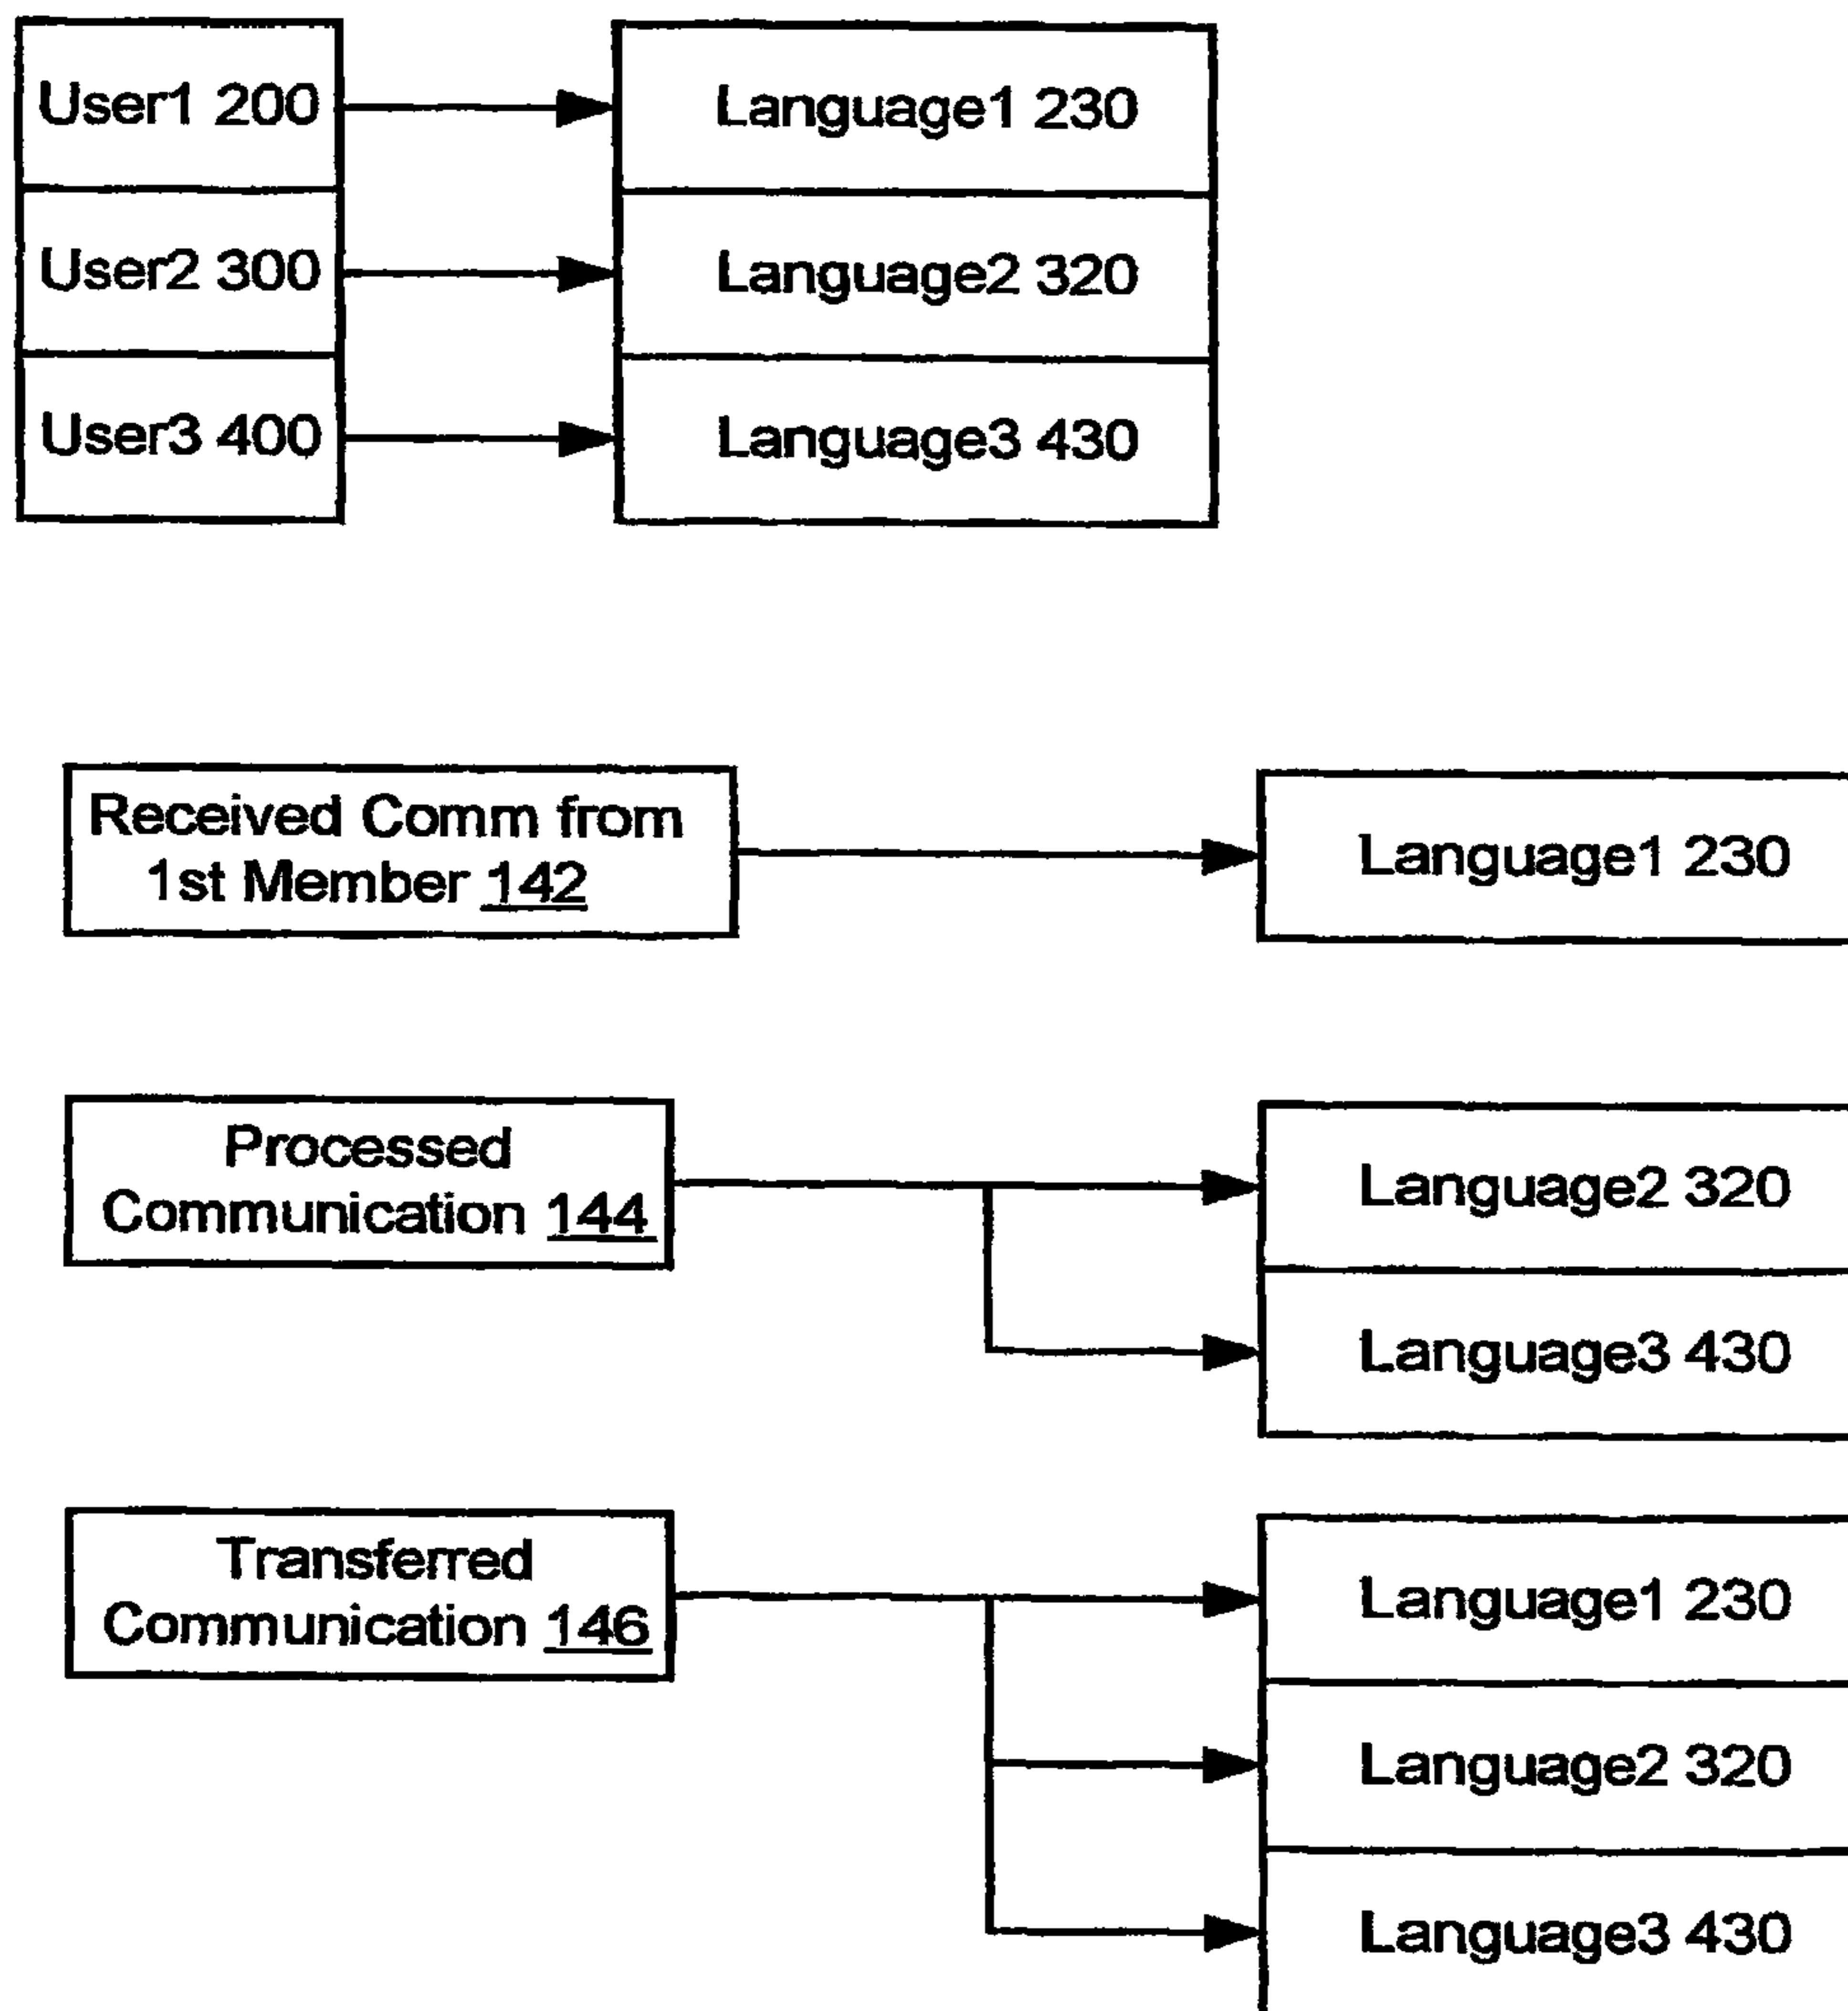 User1 200
Language1 230
User2 300
Language2 320
User3 400
Language3 430
Received Comm from
1st Member 142
Language1 230
Processed
Communication 144
Language2 320
Language3 430
Transferred
Communication 146
Language1 230
Language2 320
Language3 430